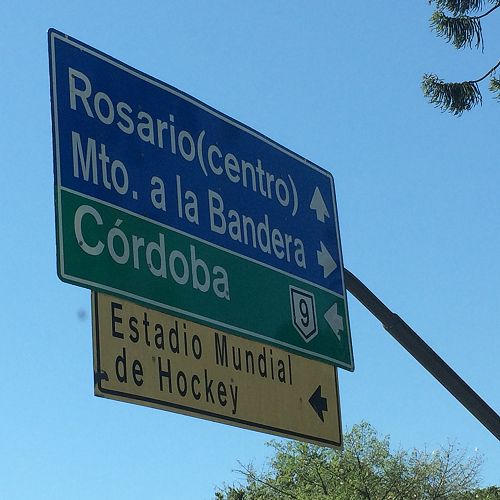 Rosario(centro)
Mto. a la Bandera
Córdoba 9
Estadio Mundial
de Hockey